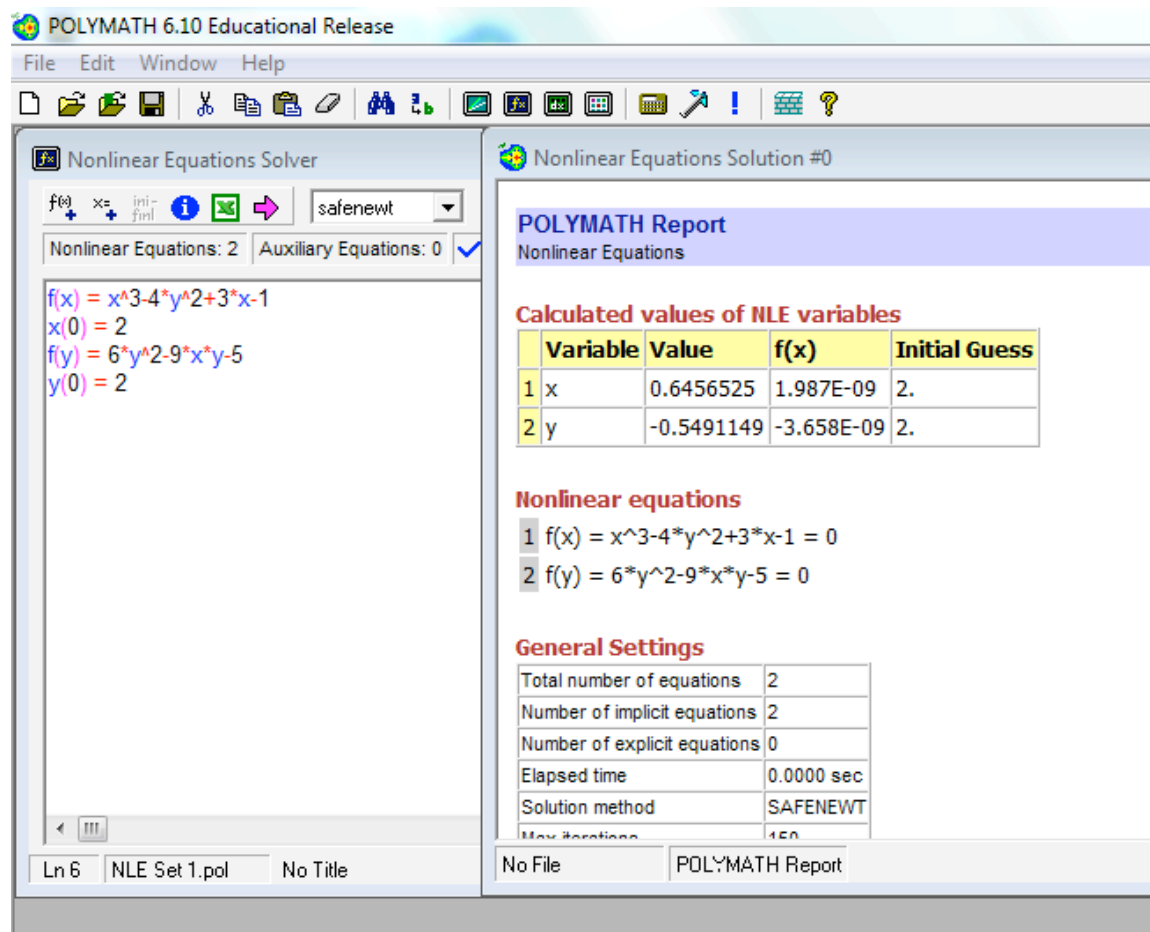 POLYMATH 6.10 Educational Release
File Edit Window Help
Nonlinear Equations Solver
f(x) x= ini- finl safenewt
Nonlinear Equations: 2 Auxiliary Equations: 0
f(x) = x^3-4*y^2+3*x-1
x(0) = 2
f(y) = 6*y^2-9*x*y-5
y(0) = 2
Ln 6 NLE Set 1.pol No Title
Nonlinear Equations Solution #0
POLYMATH Report
Nonlinear Equations
Calculated values of NLE variables
Variable Value f(x) Initial Guess
1 x 0.6456525 1.987E-09 2.
2 y -0.5491149 -3.658E-09 2.
Nonlinear equations
1 f(x) = x^3-4*y^2+3*x-1 = 0
2 f(y) = 6*y^2-9*x*y-5 = 0
General Settings
Total number of equations 2
Number of implicit equations 2
Number of explicit equations 0
Elapsed time 0.0000 sec
Solution method SAFENEWT
Max iterations 150
No File POLYMATH Report